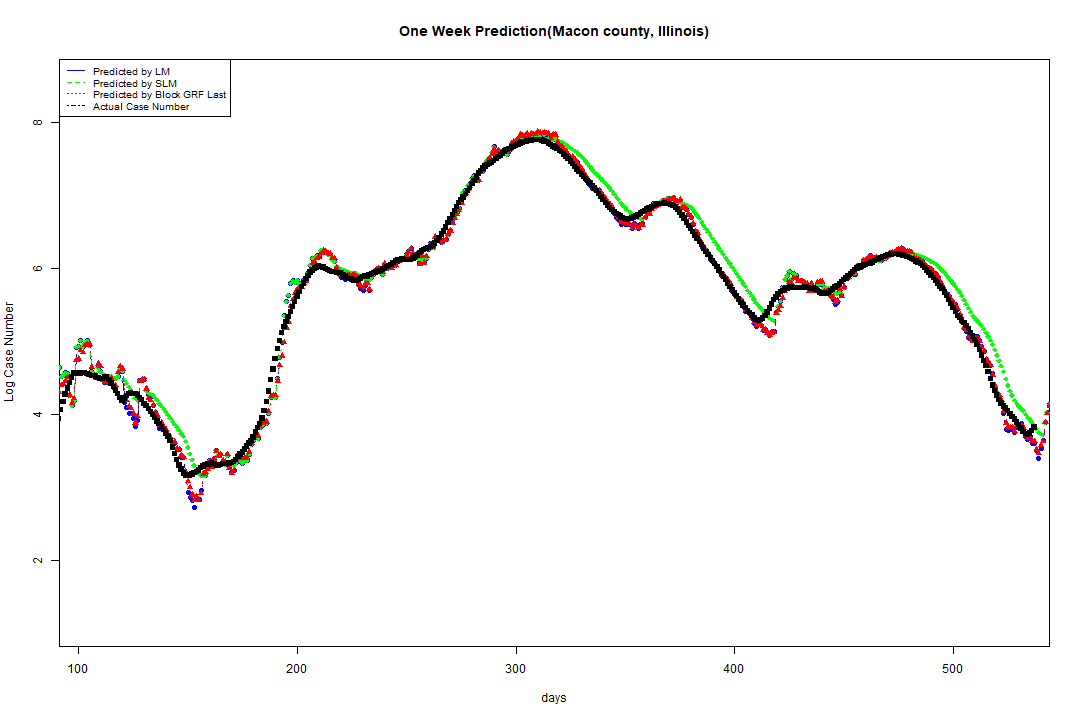 One Week Prediction(Macon county, Illinois)
Predicted by LM
Predicted by SLM
Predicted by Block GRF Last
Actual Case Number
8
6
4
2
Log Case Number
100 200 300 400 500
days